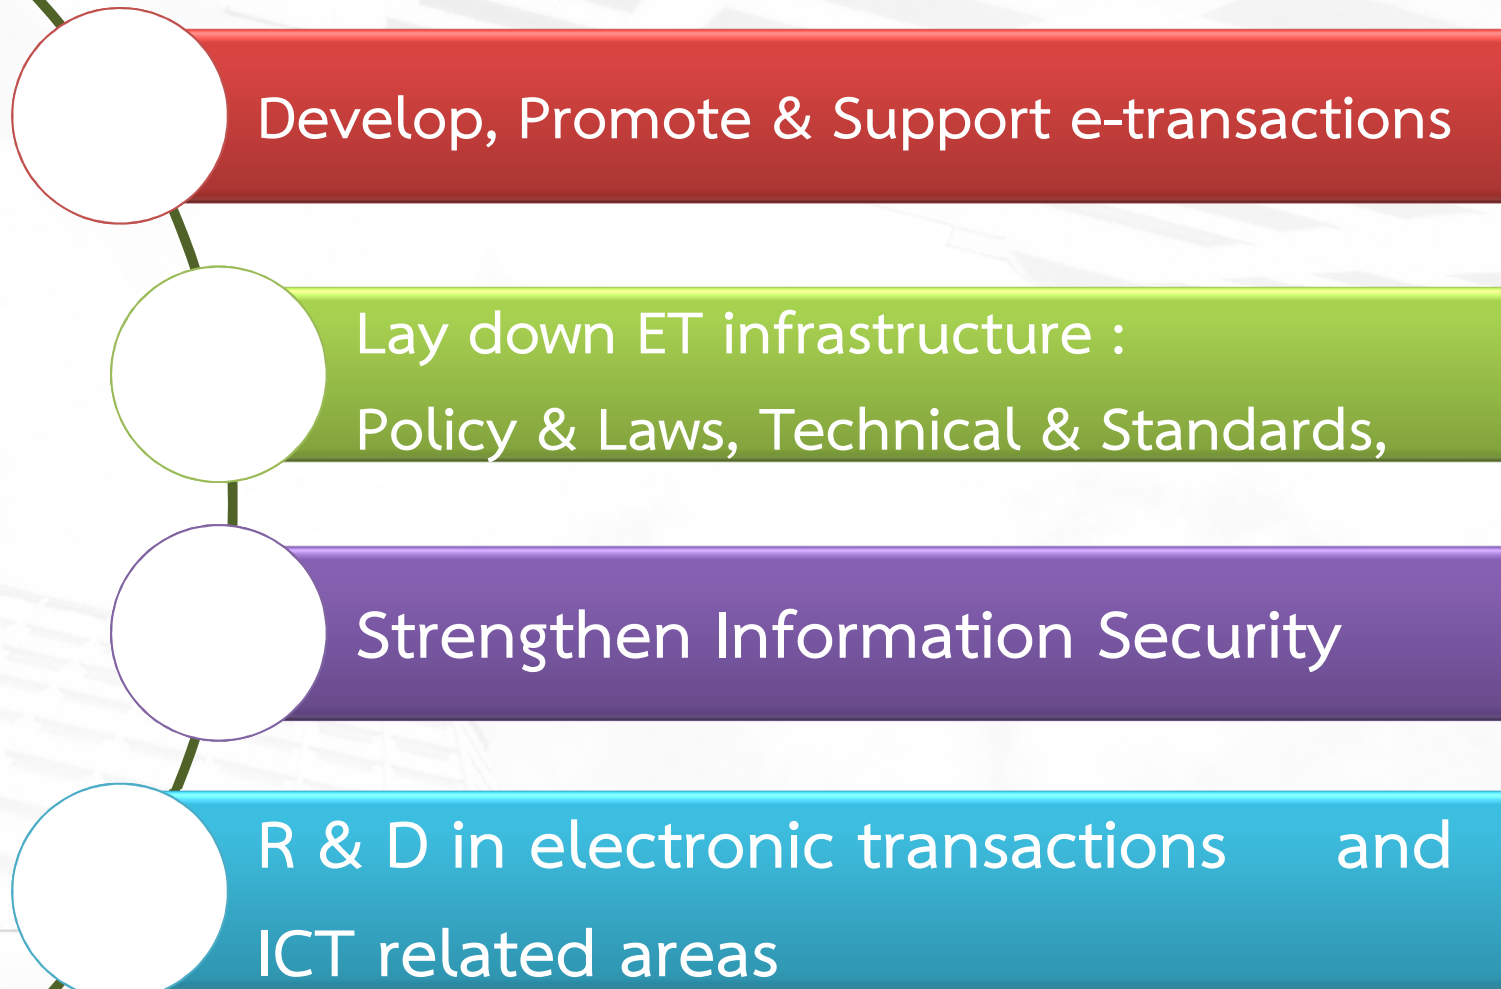 Develop, Promote & Support e-transactions
Lay down ET infrastructure :
Policy & Laws, Technical & Standards,
Strengthen Information Security
R & D in electronic transactions and
ICT related areas